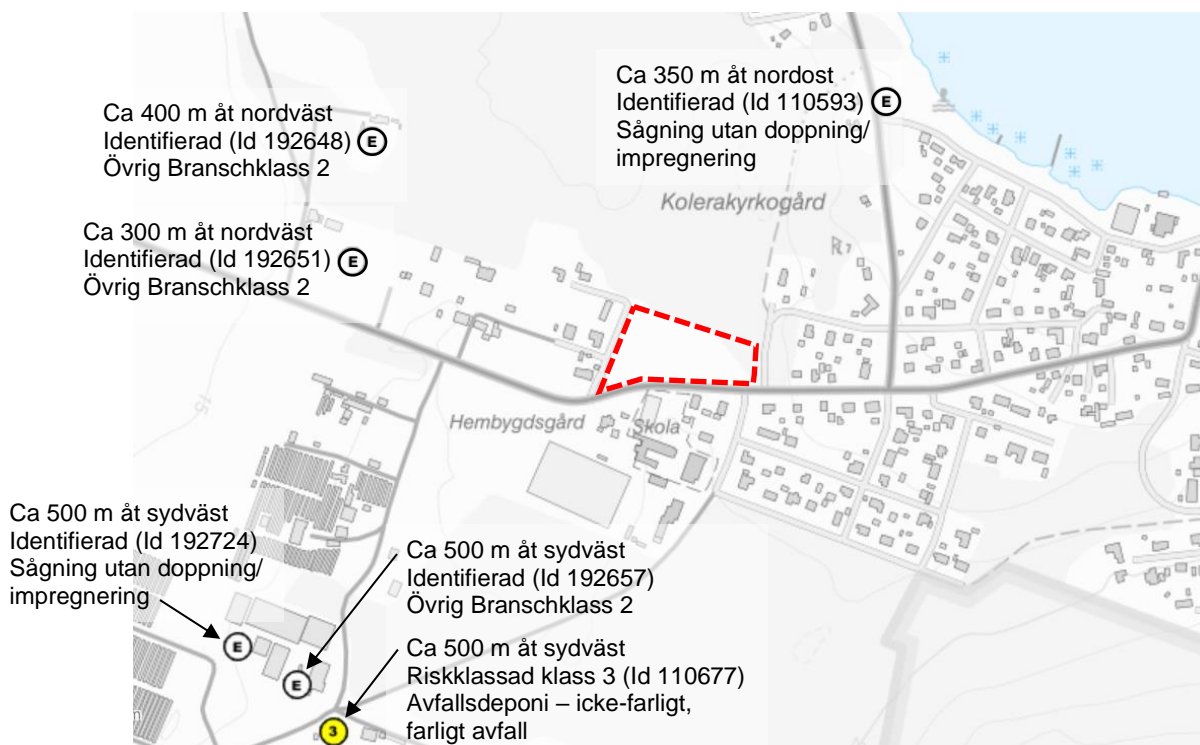 Ca 350 m åt nordost
Identifierad (Id 110593) E
Sågning utan doppning/
impregnering
Ca 400 m åt nordväst
Identifierad (Id 192648) E
Övrig Branschklass 2
Kolerakyrkogård
R
Ca 300 m åt nordväst
Identifierad (Id 192651) E
Övrig Branschklass 2
15
Hembygdsgård
Skola
Ca 500 m åt sydväst
Identifierad (Id 192724)
Sågning utan doppning/
impregnering
E
Ca 500 m åt sydväst
Identifierad (Id 192657)
Övrig Branschklass 2
E
Ca 500 m åt sydväst
Riskklassad klass 3 (Id 110677)
Avfallsdeponi – icke-farligt,
farligt avfall
3